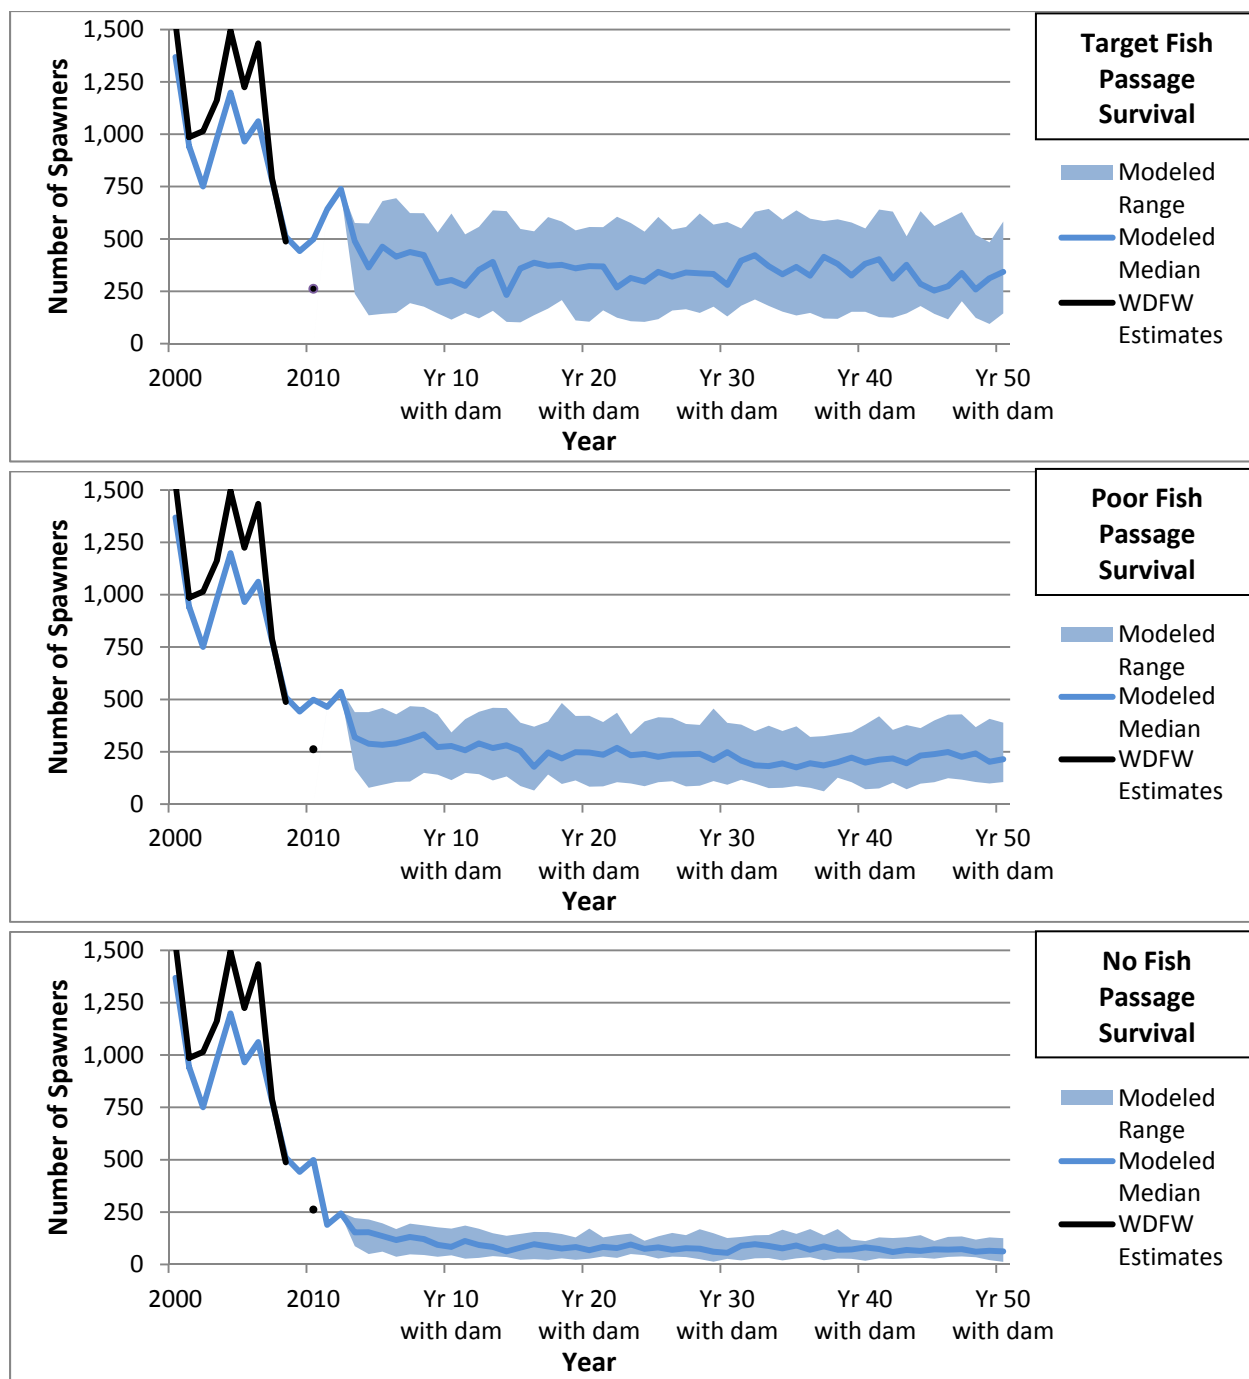 1,500
1,250
1,000
750
500
250
0
Number of Spawners
2000
2010
Yr 10
with dam
Yr 20
with dam
Yr 30
with dam
Yr 40
with dam
Yr 50
with dam
Year
Target Fish
Passage
Survival
Modeled
Range
Modeled
Median
WDFW
Estimates
1,500
1,250
1,000
750
500
250
0
Number of Spawners
2000
2010
Yr 10
with dam
Yr 20
with dam
Yr 30
with dam
Yr 40
with dam
Yr 50
with dam
Year
Poor Fish
Passage
Survival
Modeled
Range
Modeled
Median
WDFW
Estimates
1,500
1,250
1,000
750
500
250
0
Number of Spawners
2000
2010
Yr 10
with dam
Yr 20
with dam
Yr 30
with dam
Yr 40
with dam
Yr 50
with dam
Year
No Fish
Passage
Survival
Modeled
Range
Modeled
Median
WDFW
Estimates